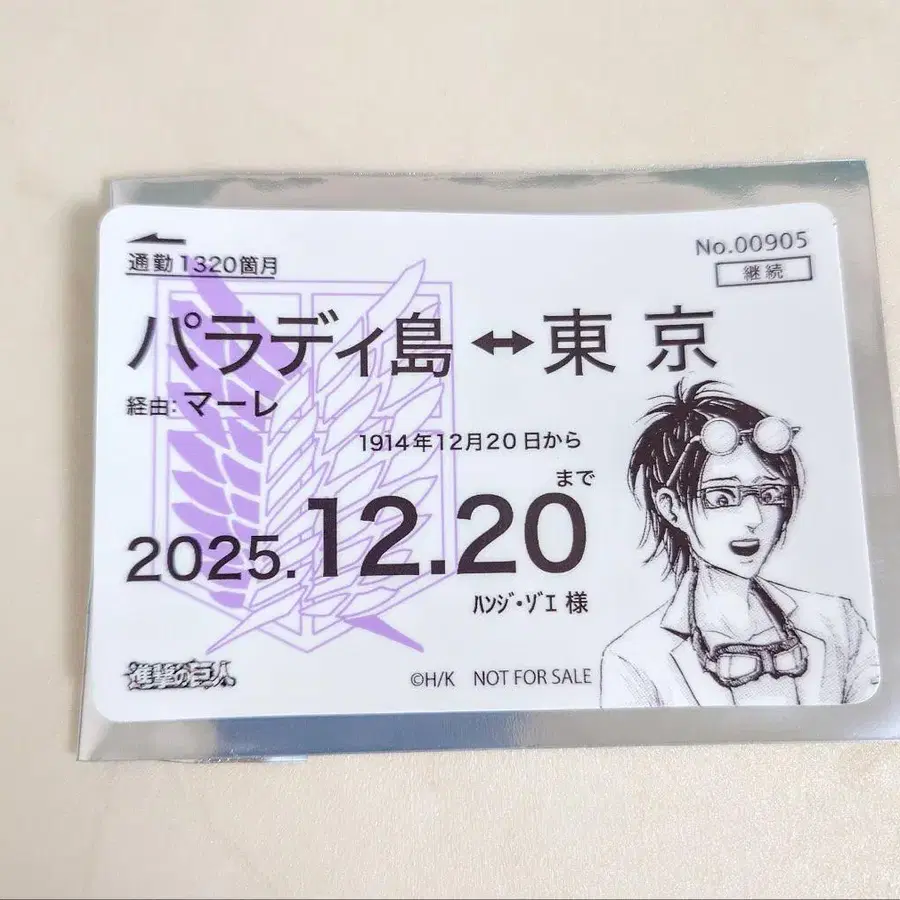 通勤 1320箇月
No.00905
継続
パラディ島 ↔ 東京
経由: マーレ
1914年12月20日から
まで
2025.12.20
ﾊﾝｼﾞ･ｿﾞｴ 様
進撃の巨人
©H/K NOT FOR SALE